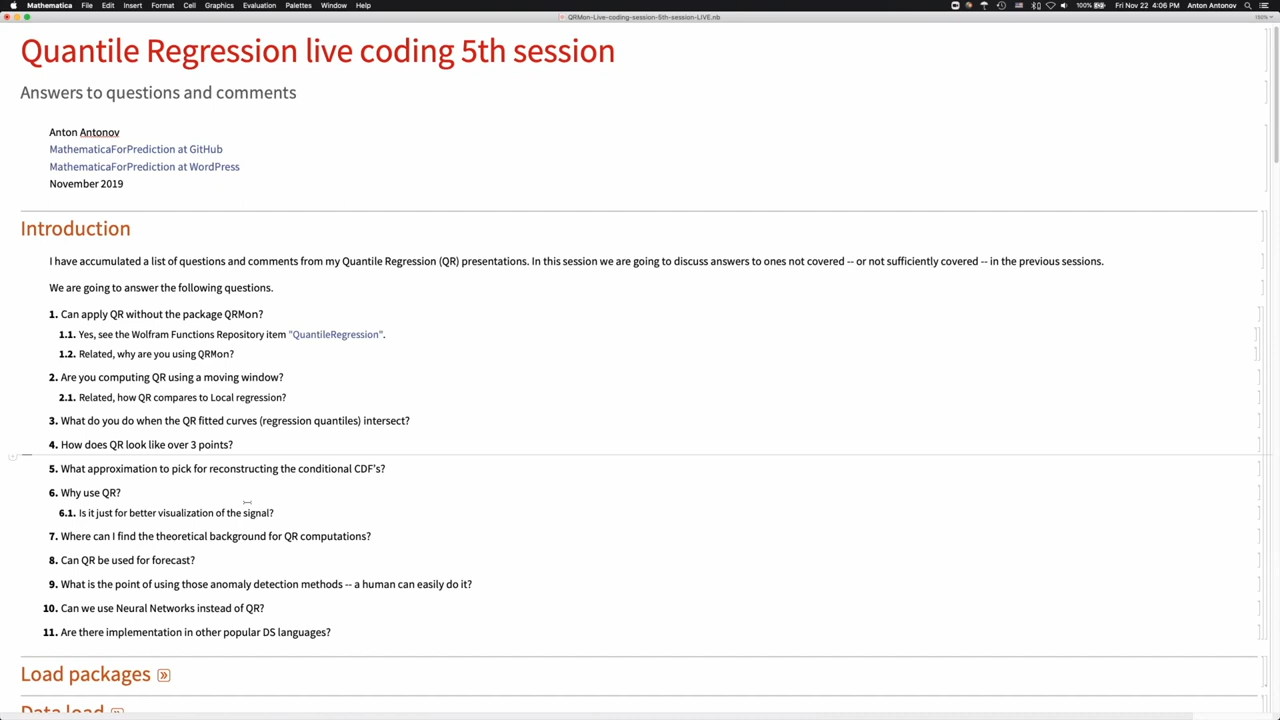 Mathematica File Edit Insert Format Cell Graphics Evaluation Palettes Window Help 100% Fri Nov 22 4:06 PM Anton Antonov
QRMon-Live-coding-session-5th-session-LIVE.nb
Quantile Regression live coding 5th session
Answers to questions and comments
Anton Antonov
MathematicaForPrediction at GitHub
MathematicaForPrediction at WordPress
November 2019
Introduction
I have accumulated a list of questions and comments from my Quantile Regression (QR) presentations. In this session we are going to discuss answers to ones not covered -- or not sufficiently covered -- in the previous sessions.
We are going to answer the following questions.
1. Can apply QR without the package QRMon?
1.1. Yes, see the Wolfram Functions Repository item "QuantileRegression".
1.2. Related, why are you using QRMon?
2. Are you computing QR using a moving window?
2.1. Related, how QR compares to Local regression?
3. What do you do when the QR fitted curves (regression quantiles) intersect?
4. How does QR look like over 3 points?
5. What approximation to pick for reconstructing the conditional CDF's?
6. Why use QR?
6.1. Is it just for better visualization of the signal?
7. Where can I find the theoretical background for QR computations?
8. Can QR be used for forecast?
9. What is the point of using those anomaly detection methods -- a human can easily do it?
10. Can we use Neural Networks instead of QR?
11. Are there implementation in other popular DS languages?
Load packages
Data load